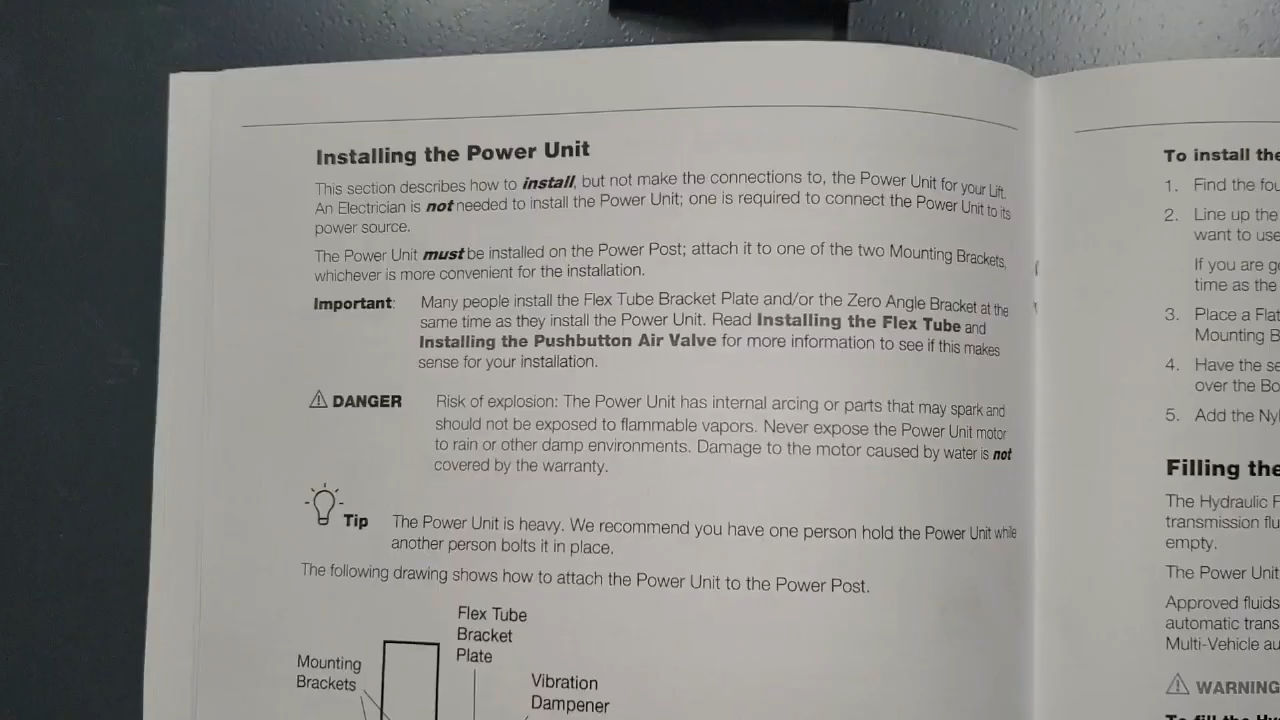 Installing the Power Unit
This section describes how to install, but not make the connections to, the Power Unit for your Lift.
An Electrician is not needed to install the Power Unit; one is required to connect the Power Unit to its
power source.
The Power Unit must be installed on the Power Post; attach it to one of the two Mounting Brackets,
whichever is more convenient for the installation.
Important: Many people install the Flex Tube Bracket Plate and/or the Zero Angle Bracket at the
same time as they install the Power Unit. Read Installing the Flex Tube and
Installing the Pushbutton Air Valve for more information to see if this makes
sense for your installation.
⚠ DANGER Risk of explosion: The Power Unit has internal arcing or parts that may spark and
should not be exposed to flammable vapors. Never expose the Power Unit motor
to rain or other damp environments. Damage to the motor caused by water is not
covered by the warranty.
Tip The Power Unit is heavy. We recommend you have one person hold the Power Unit while
another person bolts it in place.
The following drawing shows how to attach the Power Unit to the Power Post.
Flex Tube
Bracket
Plate
Mounting
Brackets
Vibration
Dampener
To install the
1. Find the fou
2. Line up the
want to use
If you are go
time as the
3. Place a Flat
Mounting B
4. Have the se
over the Bo
5. Add the Nyl
Filling the
The Hydraulic F
transmission flu
empty.
The Power Unit
Approved fluids
automatic trans
Multi-Vehicle au
⚠ WARNING
To fill the Hy